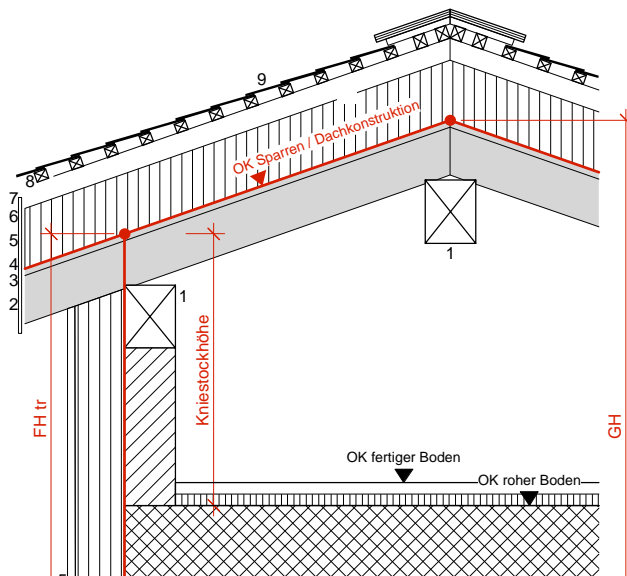 9
OK Sparren / Dachkonstruktion
8
7
6
5
4
3
2
1
1
FH tr
Kniestockhöhe
GH
OK fertiger Boden
OK roher Boden